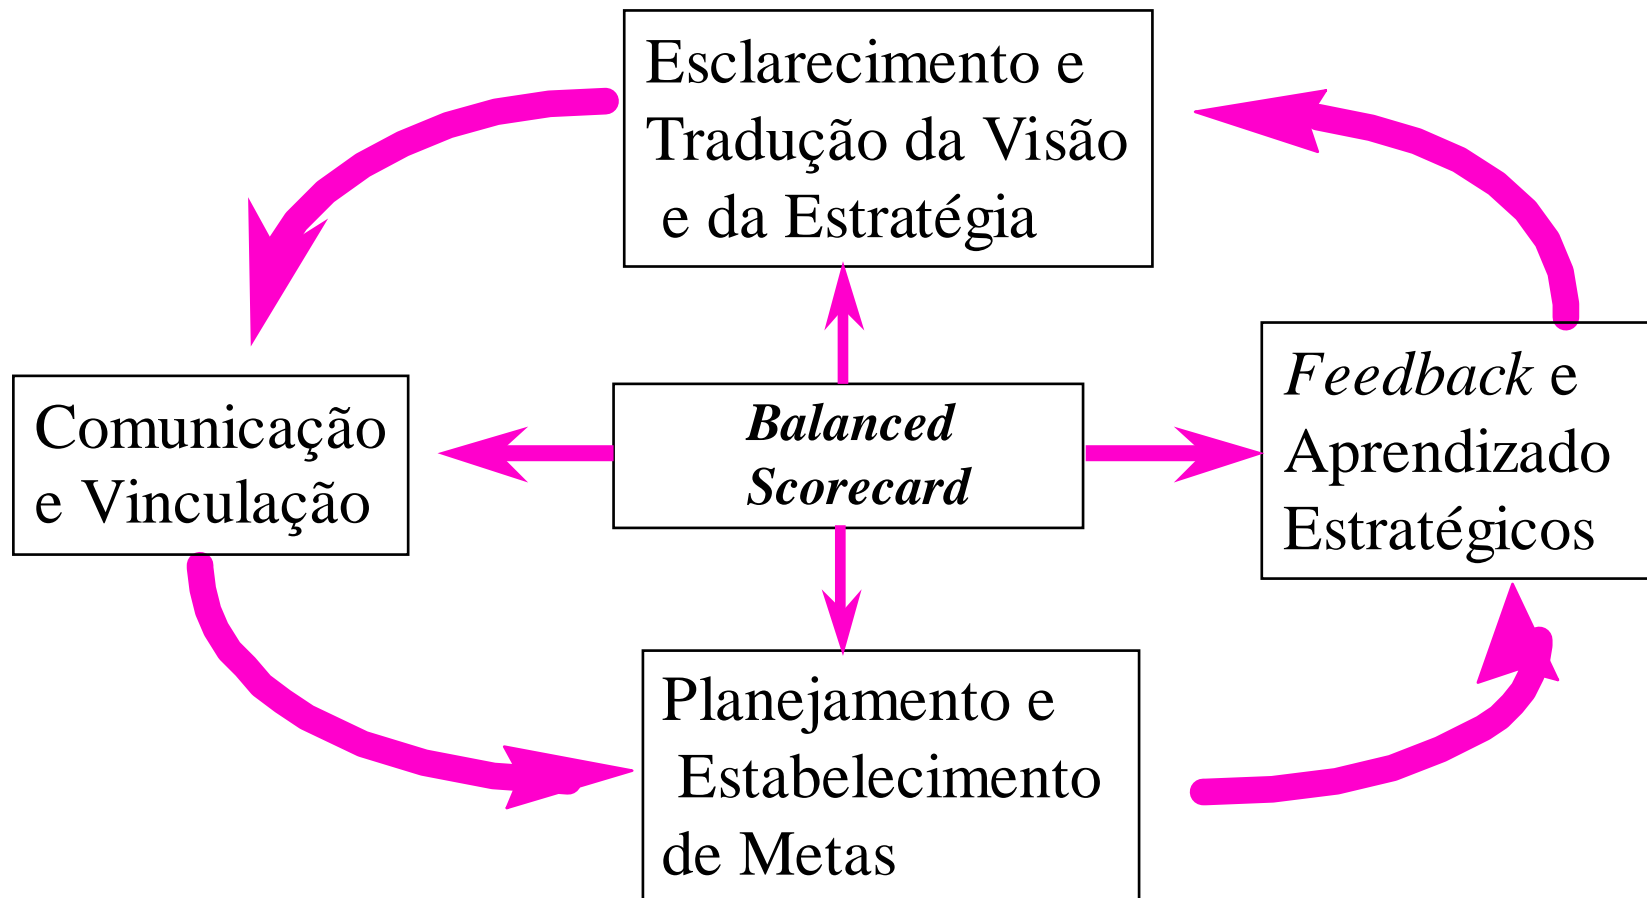 Esclarecimento e
Tradução da Visão
e da Estratégia
Comunicação
e Vinculação
Balanced
Scorecard
Feedback e
Aprendizado
Estratégicos
Planejamento e
Estabelecimento
de Metas